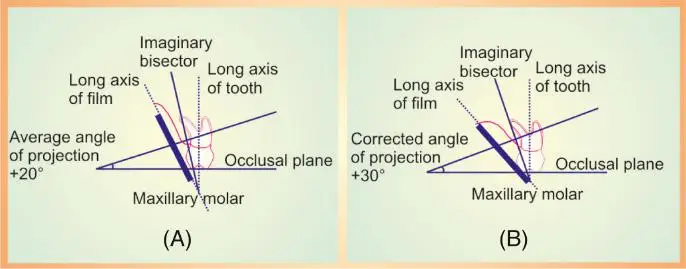 Imaginary
bisector
Long axis
of film
Long axis
of tooth
Average angle
of projection
+20°
Occlusal plane
Maxillary molar
(A)
Imaginary
bisector
Long axis
of film
Long axis
of tooth
Corrected angle
of projection
+30°
Occlusal plane
Maxillary molar
(B)